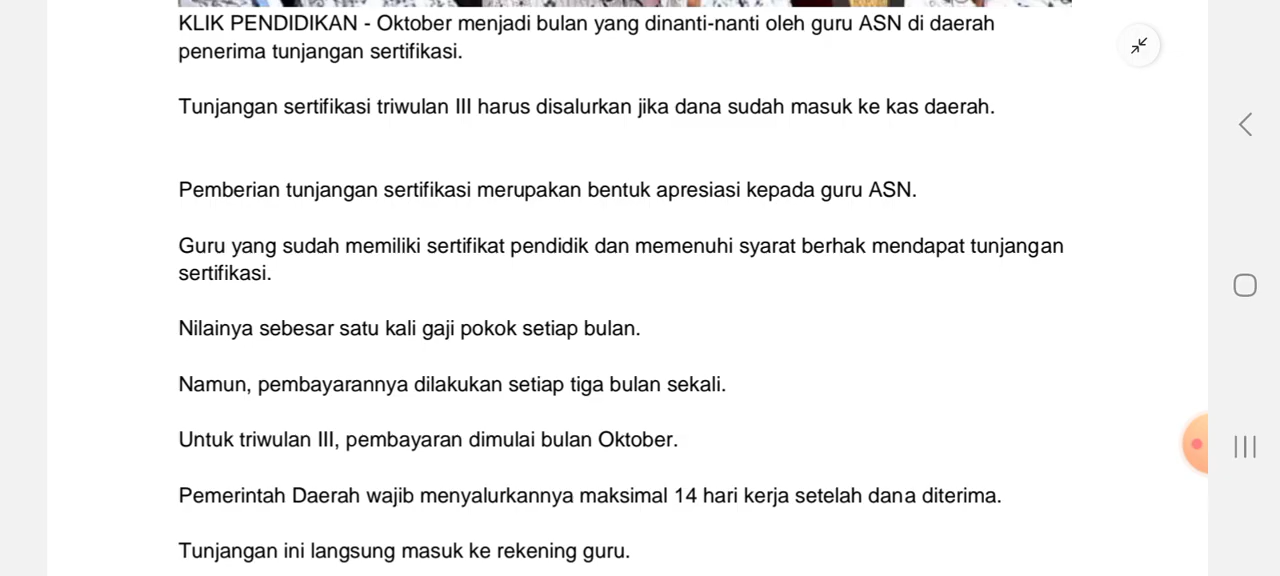 KLIK PENDIDIKAN - Oktober menjadi bulan yang dinanti-nanti oleh guru ASN di daerah
penerima tunjangan sertifikasi.
Tunjangan sertifikasi triwulan III harus disalurkan jika dana sudah masuk ke kas daerah.
Pemberian tunjangan sertifikasi merupakan bentuk apresiasi kepada guru ASN.
Guru yang sudah memiliki sertifikat pendidik dan memenuhi syarat berhak mendapat tunjangan
sertifikasi.
Nilainya sebesar satu kali gaji pokok setiap bulan.
Namun, pembayarannya dilakukan setiap tiga bulan sekali.
Untuk triwulan III, pembayaran dimulai bulan Oktober.
Pemerintah Daerah wajib menyalurkannya maksimal 14 hari kerja setelah dana diterima.
Tunjangan ini langsung masuk ke rekening guru.